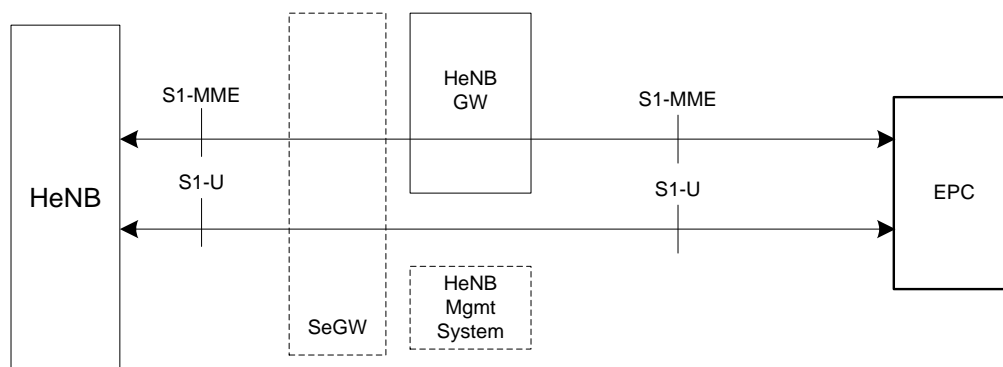 HeNB
S1-MME
S1-U
SeGW
HeNB
GW
HeNB
Mgmt
System
S1-MME
S1-U
EPC